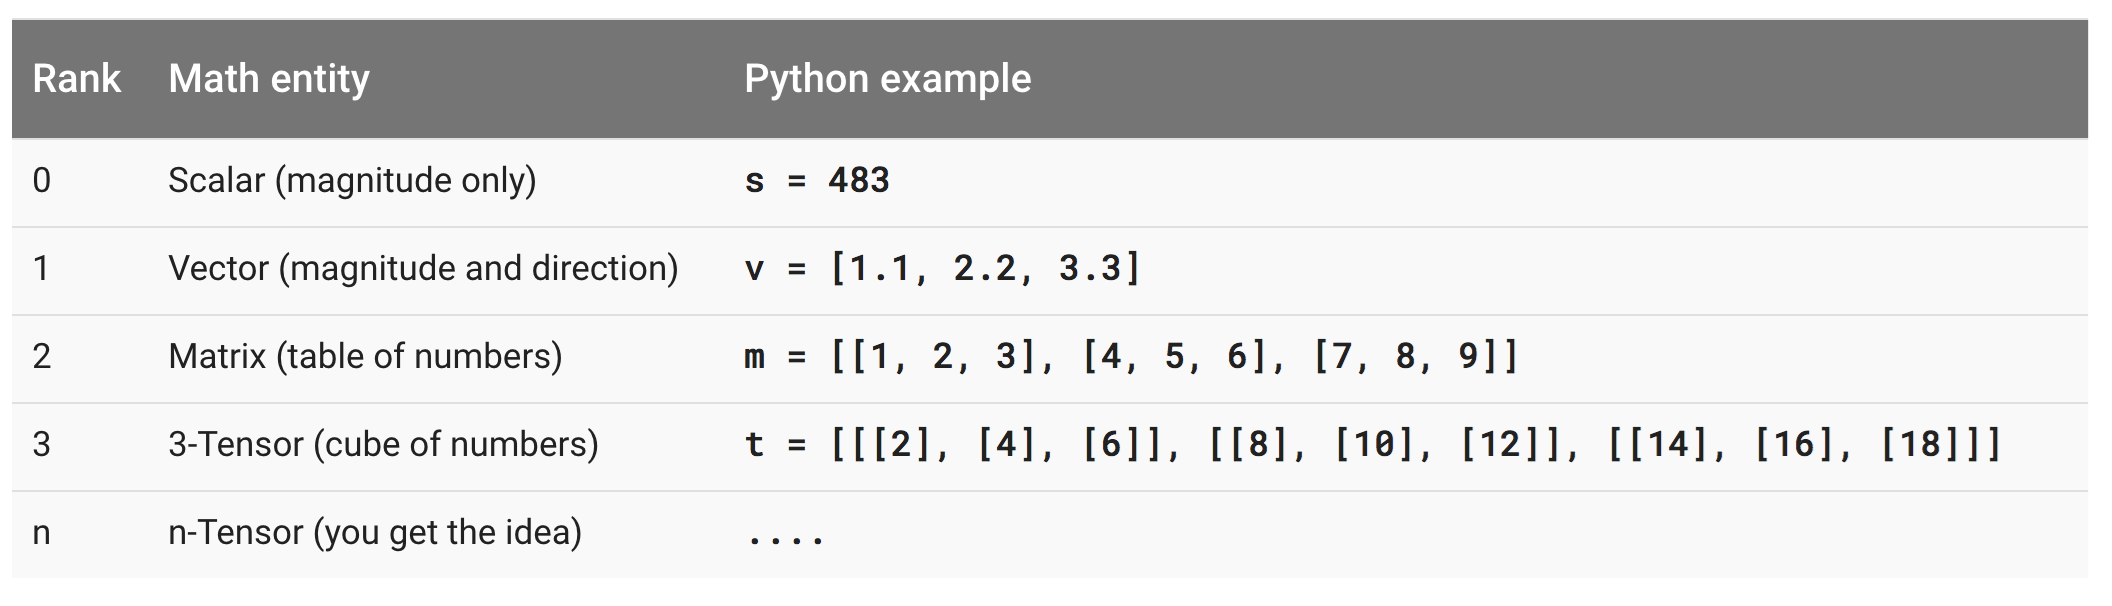 Rank Math entity Python example
0 Scalar (magnitude only) s = 483
1 Vector (magnitude and direction) v = [1.1, 2.2, 3.3]
2 Matrix (table of numbers) m = [[1, 2, 3], [4, 5, 6], [7, 8, 9]]
3 3-Tensor (cube of numbers) t = [[[2], [4], [6]], [[8], [10], [12]], [[14], [16], [18]]]
n n-Tensor (you get the idea) ....